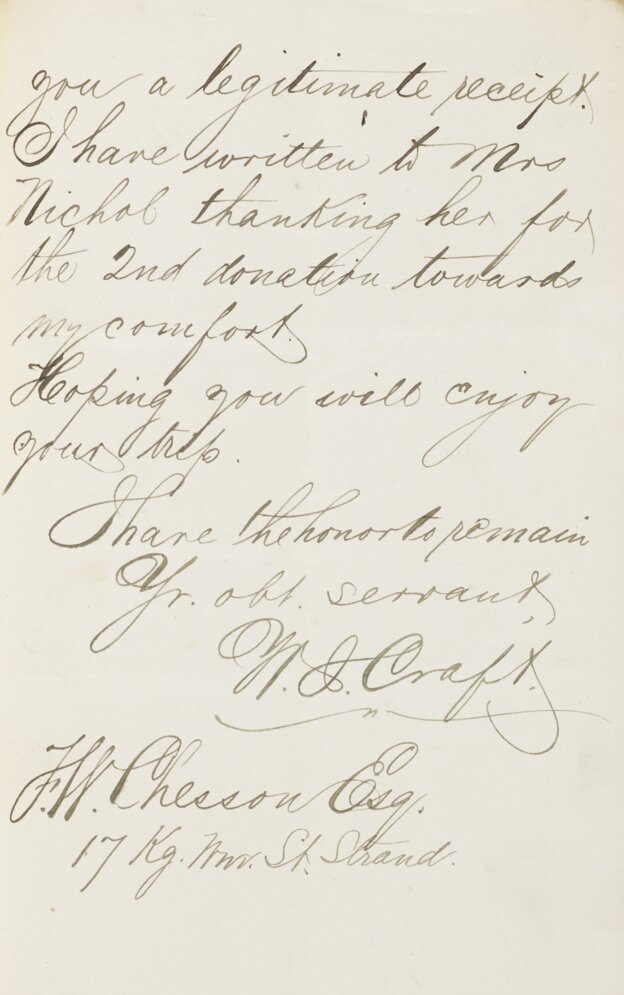 you a legitimate receipt.
I have written to Mrs
Nichol thanking her for
the 2nd donation towards
my comfort.
Hoping you will enjoy
your trip.
I have the honor to remain
Yr. obt. servant,
W. S. Craft.
F.W. Chesson Esq.
17 Kg. Wm. St. Strand.